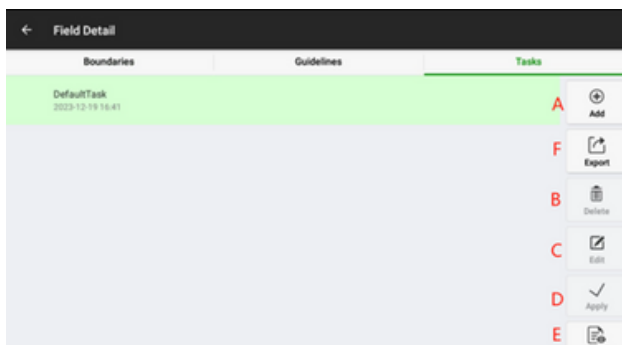 Field Detail
Boundaries
Guidelines
Tasks
DefaultTask
2023-12-19 16:41
A
Add
F
Export
B
Delete
C
Edit
D
Apply
E